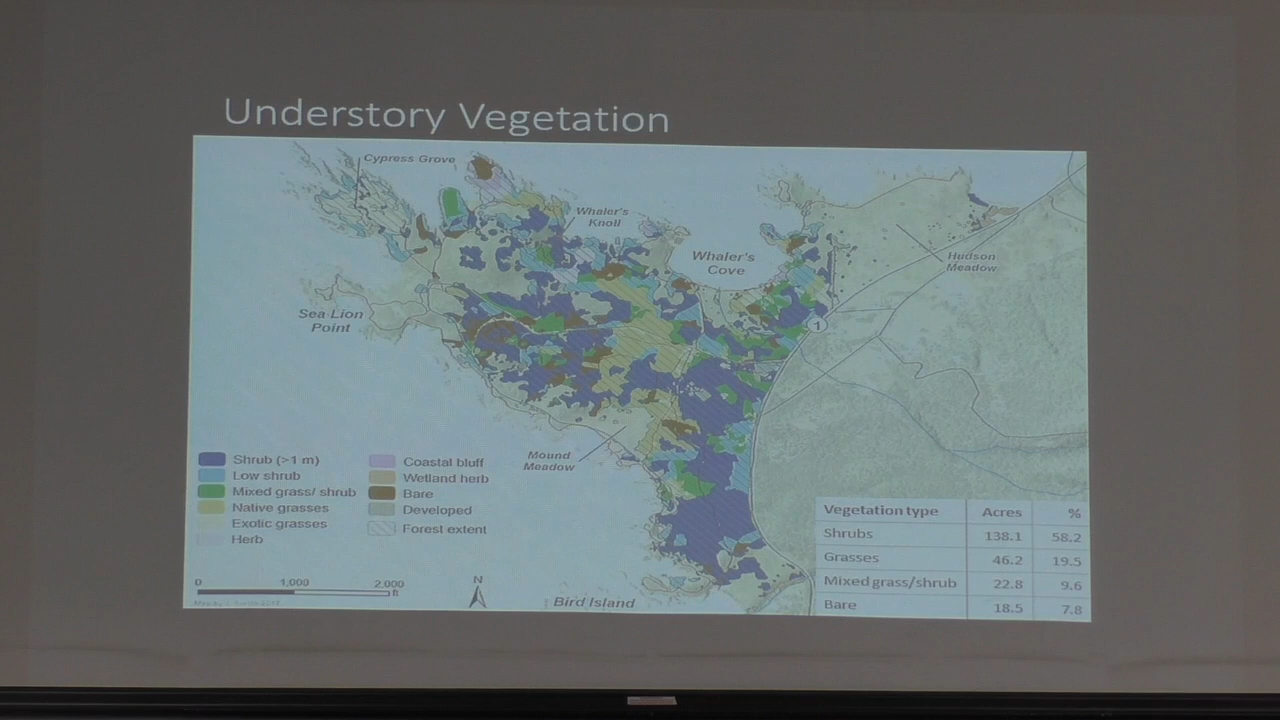 Understory Vegetation
Cypress Grove
Whaler's
Knoll
Whaler's
Cove
Hudson
Meadow
Sea Lion
Point
1
Mound
Meadow
Shrub (>1 m)
Low shrub
Mixed grass/ shrub
Native grasses
Exotic grasses
Herb
Coastal bluff
Wetland herb
Bare
Developed
Forest extent
0 1,000 2,000
ft
N
Bird Island
Vegetation type Acres %
Shrubs 138.1 58.2
Grasses 46.2 19.5
Mixed grass/shrub 22.8 9.6
Bare 18.5 7.8